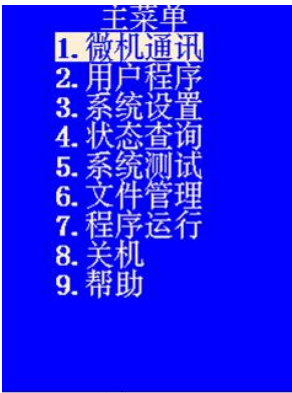 主菜单
1.微机通讯
2.用户程序
3.系统设置
4.状态查询
5.系统测试
6.文件管理
7.程序运行
8.关机
9.帮助